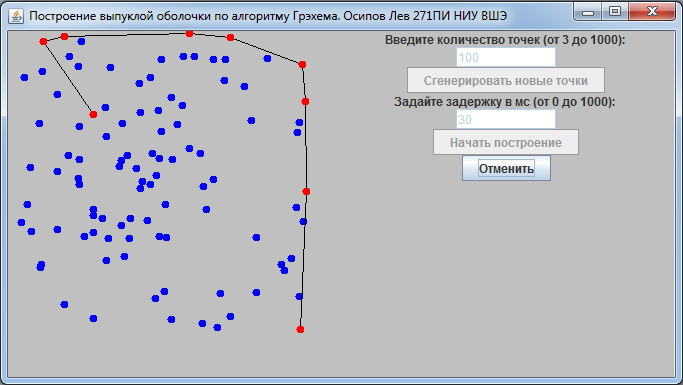 Построение выпуклой оболочки по алгоритму Грэхема. Осипов Лев 271ПИ НИУ ВШЭ
Введите количество точек (от 3 до 1000):
100
Сгенерировать новые точки
Задайте задержку в мс (от 0 до 1000):
30
Начать построение
Отменить